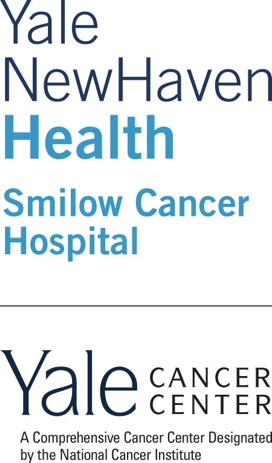 Yale
NewHaven
Health
Smilow Cancer
Hospital
Yale CANCER
CENTER
A Comprehensive Cancer Center Designated
by the National Cancer Institute